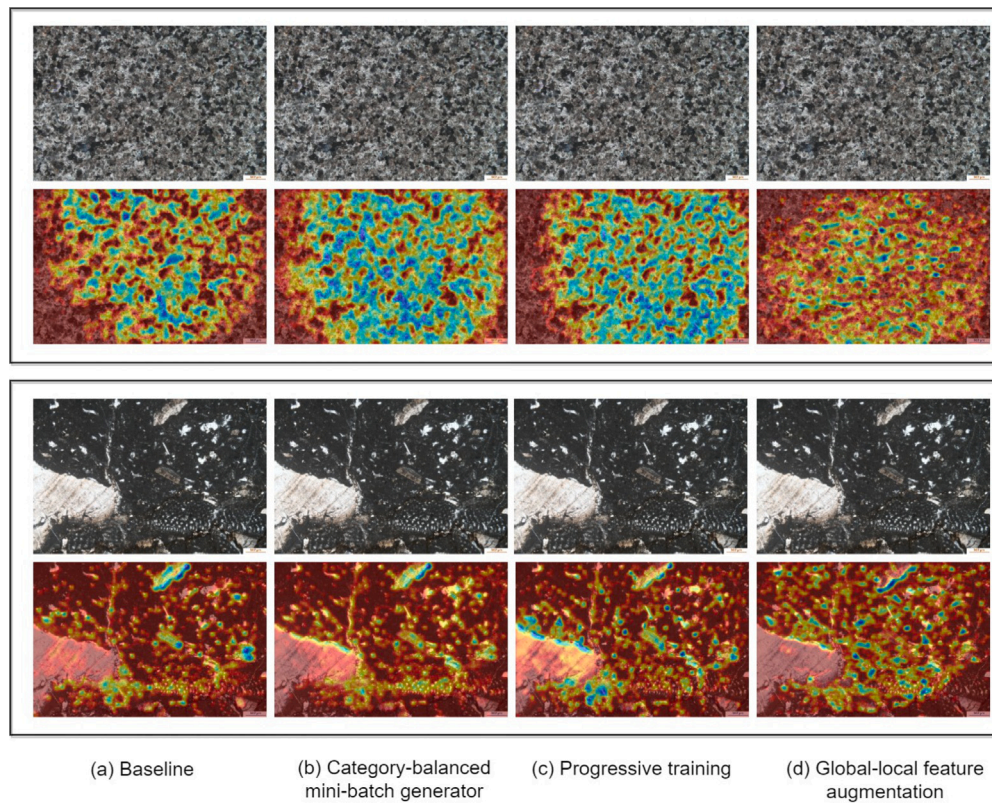 (a) Baseline
(b) Category-balanced
mini-batch generator
(c) Progressive training
(d) Global-local feature
augmentation